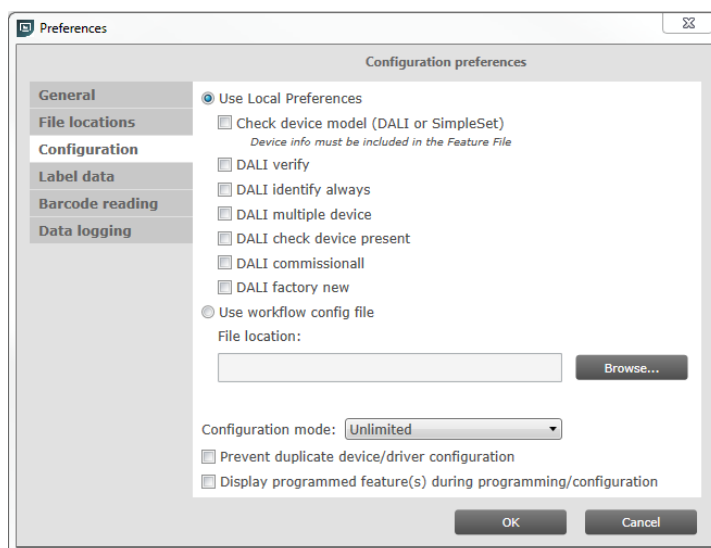 Preferences
Configuration preferences
General
File locations
Configuration
Label data
Barcode reading
Data logging
Use Local Preferences
Check device model (DALI or SimpleSet)
Device info must be included in the Feature File
DALI verify
DALI identify always
DALI multiple device
DALI check device present
DALI commissionall
DALI factory new
Use workflow config file
File location:
Browse...
Configuration mode: Unlimited
Prevent duplicate device/driver configuration
Display programmed feature(s) during programming/configuration
OK Cancel